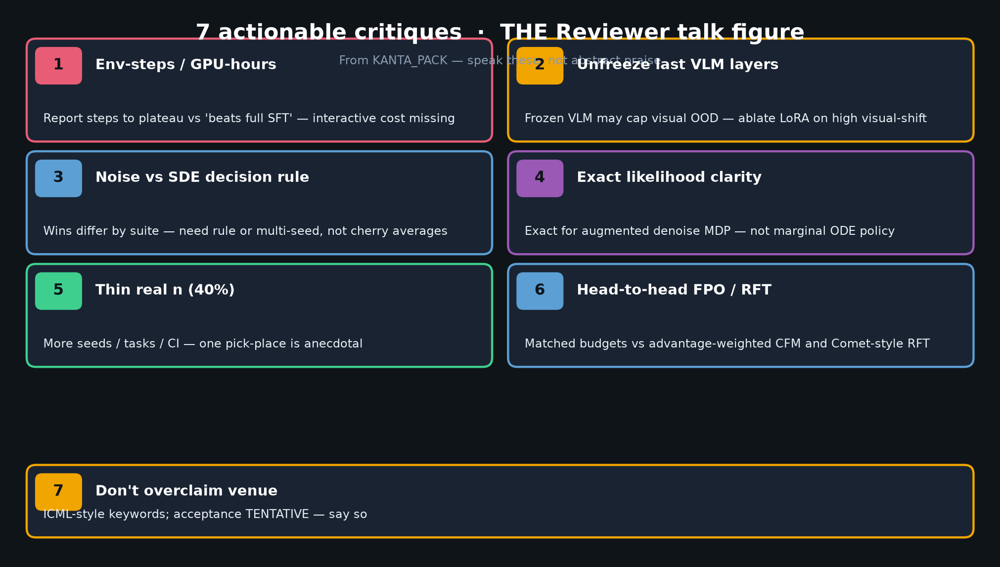 7 actionable critiques · THE Reviewer talk figure
From KANTA_PACK — speak these, not abstract praise
1 Env-steps / GPU-hours
Report steps to plateau vs 'beats full SFT' — interactive cost missing
2 Unfreeze last VLM layers
Frozen VLM may cap visual OOD — ablate LoRA on high visual-shift
3 Noise vs SDE decision rule
Wins differ by suite — need rule or multi-seed, not cherry averages
4 Exact likelihood clarity
Exact for augmented denoise MDP — not marginal ODE policy
5 Thin real n (40%)
More seeds / tasks / CI — one pick-place is anecdotal
6 Head-to-head FPO / RFT
Matched budgets vs advantage-weighted CFM and Comet-style RFT
7 Don't overclaim venue
ICML-style keywords; acceptance TENTATIVE — say so